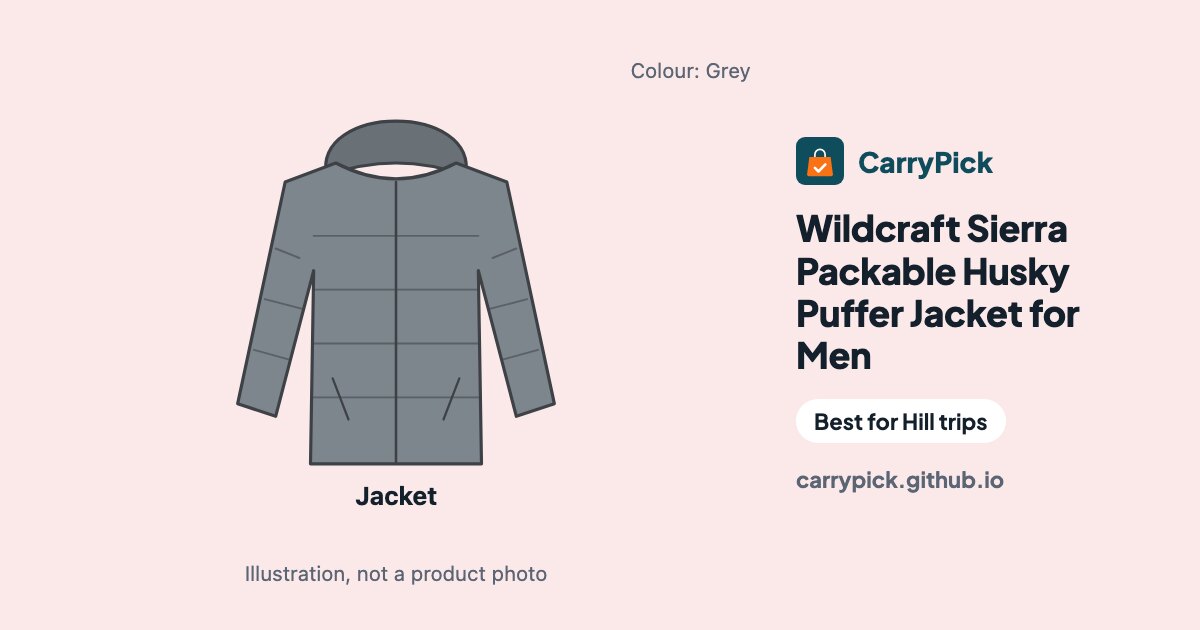 Colour: Grey
CarryPick
Wildcraft Sierra
Packable Husky
Puffer Jacket for
Men
Best for Hill trips
carrypick.github.io
Jacket
Illustration, not a product photo